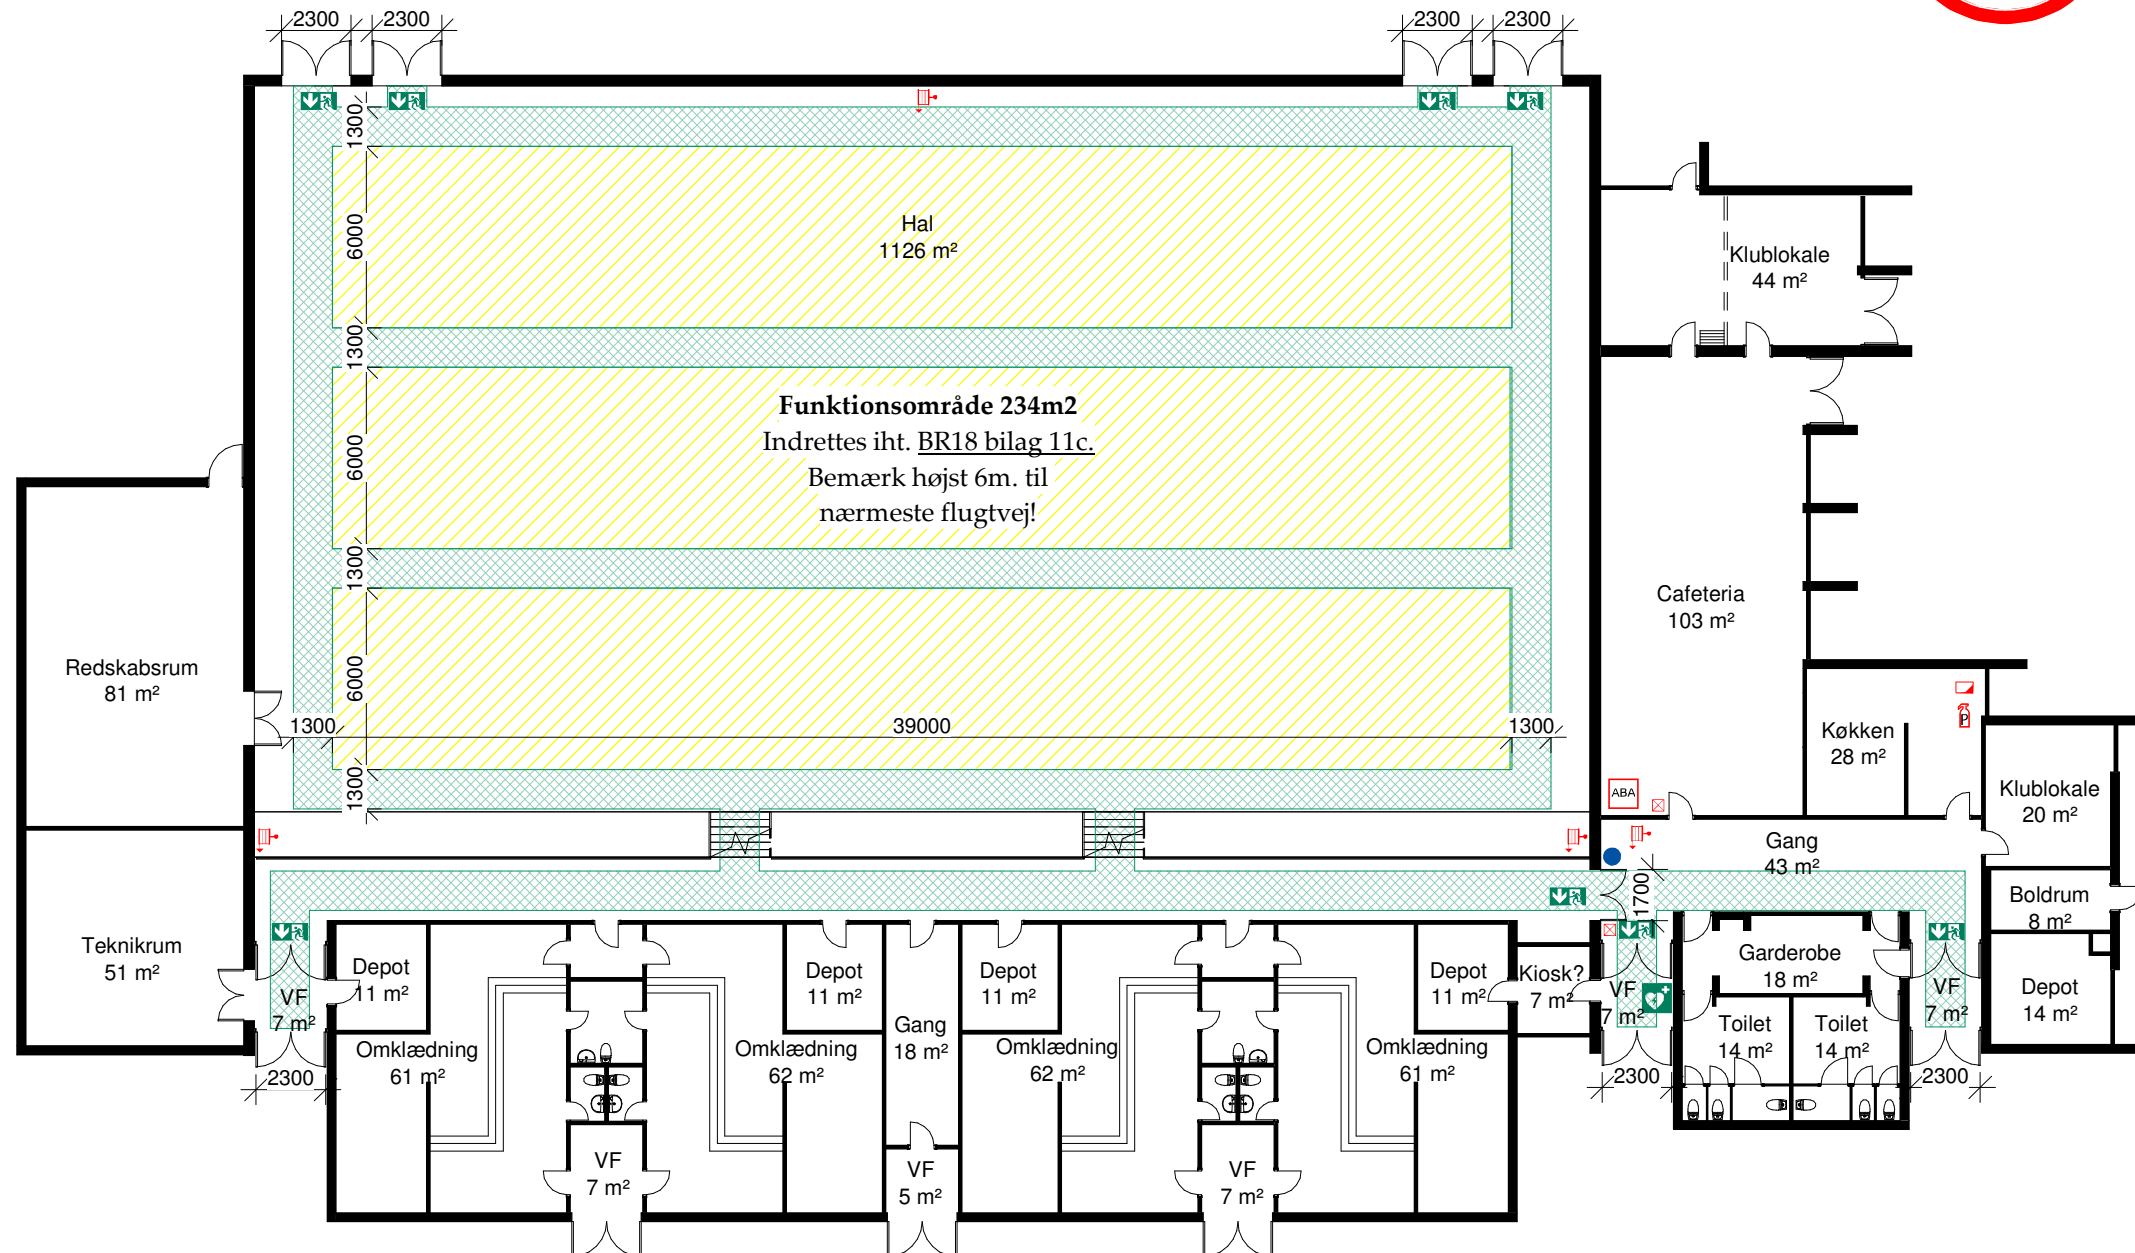 2300
2300
2300
2300
1300
6000
Hal
1126 m²
Klublokale
44 m²
1300
Funktionsområde 234m2
Indrettes iht. BR18 bilag 11c.
Bemærk højst 6m. til
nærmeste flugtvej!
6000
1300
Cafeteria
103 m²
Redskabsrum
81 m²
6000
1300
39000
1300
P
Køkken
28 m²
1300
ABA
Klublokale
20 m²
Gang
43 m²
1700
Boldrum
8 m²
Teknikrum
51 m²
VF
7 m²
Depot
11 m²
Depot
11 m²
Depot
11 m²
Depot
11 m²
Kiosk?
7 m²
VF
7 m²
Garderobe
18 m²
VF
7 m²
Depot
14 m²
Gang
18 m²
Toilet
14 m²
Toilet
14 m²
Omklædning
61 m²
Omklædning
62 m²
Omklædning
62 m²
Omklædning
61 m²
2300
2300
2300
VF
7 m²
VF
5 m²
VF
7 m²